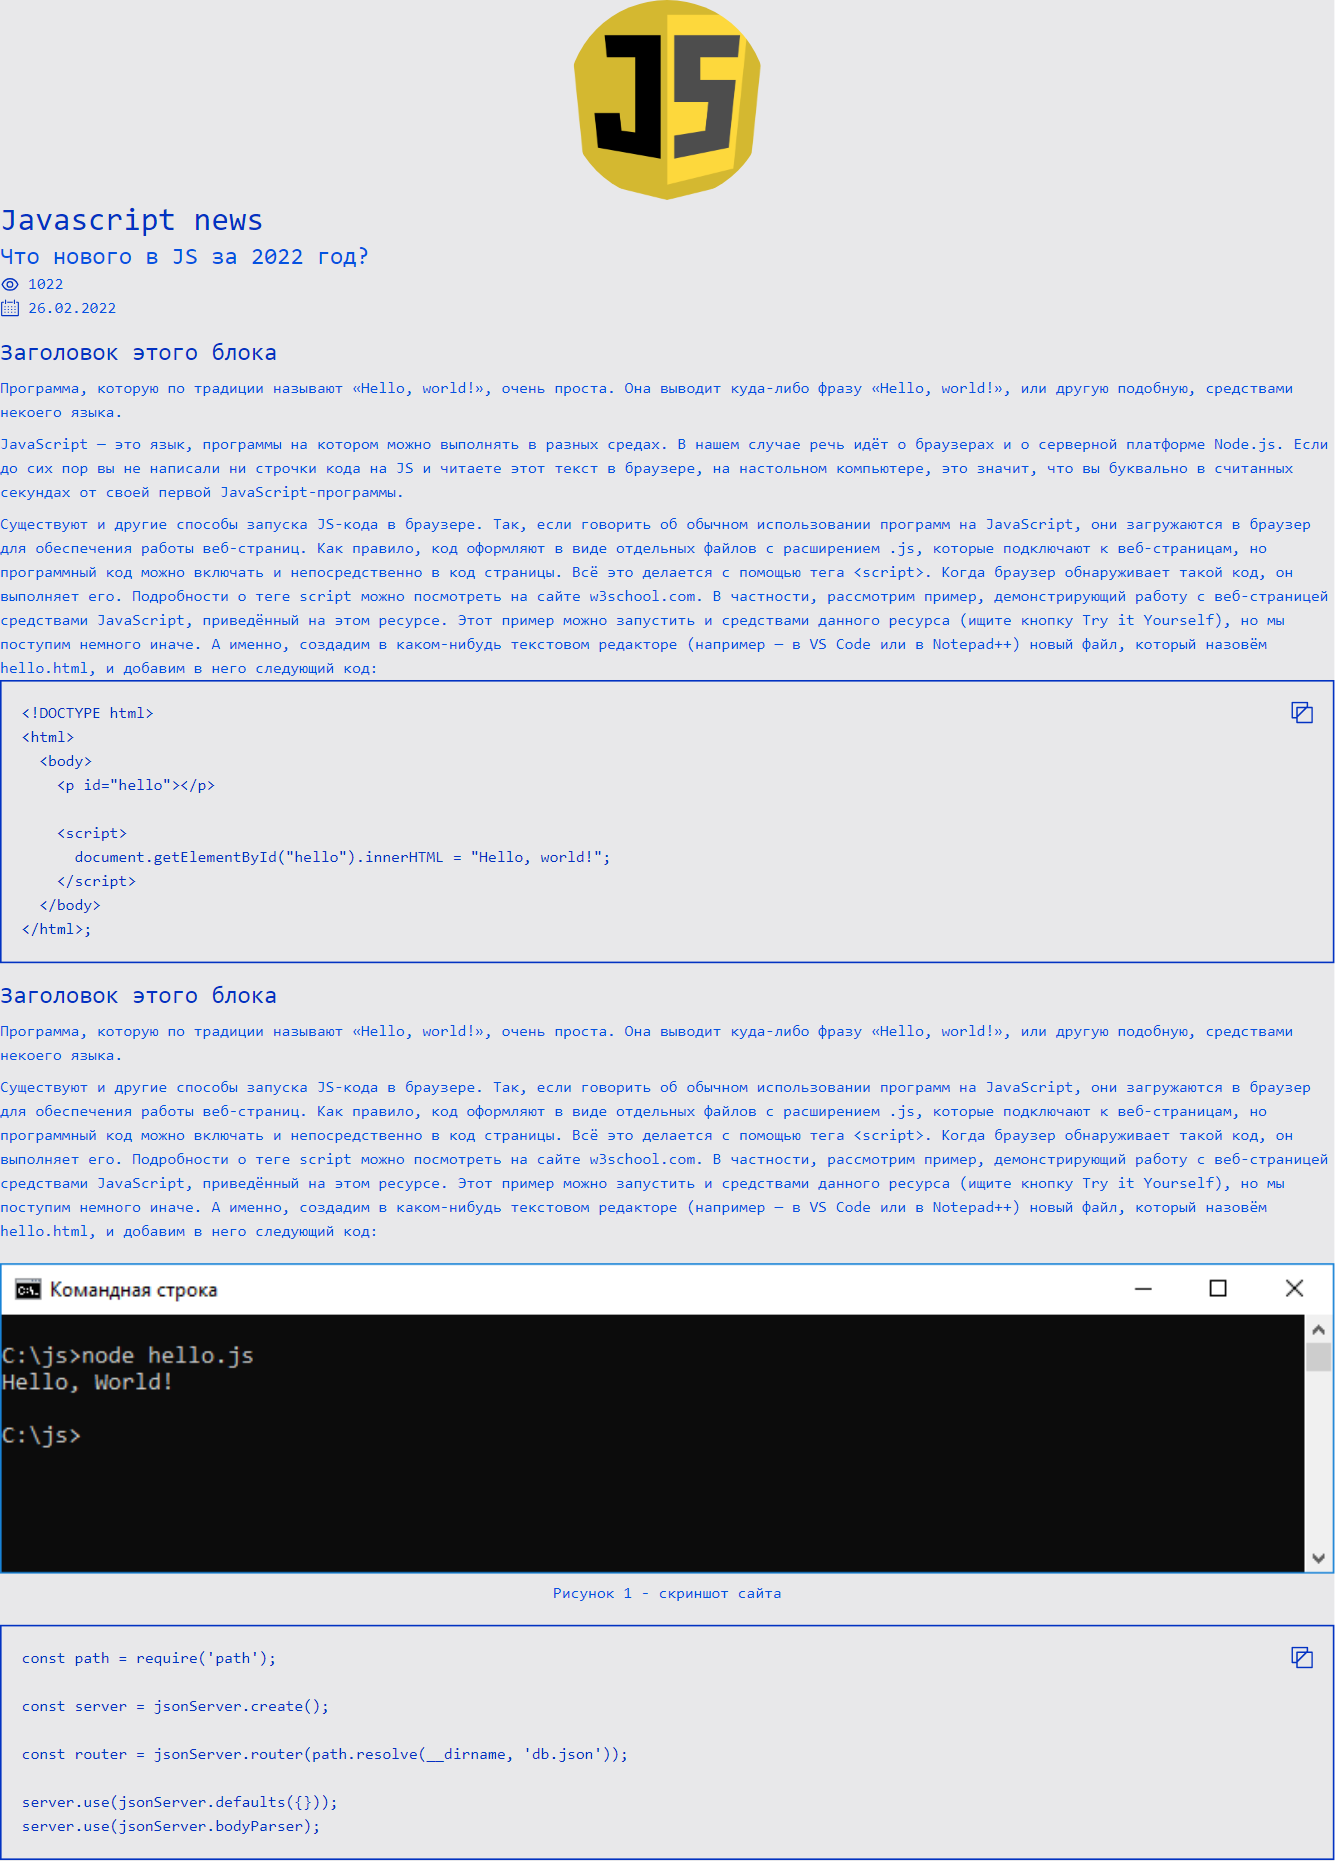 JS
Javascript news
Что нового в JS за 2022 год?
1022
26.02.2022
Заголовок этого блока
Программа, которую по традиции называют «Hello, world!», очень проста. Она выводит куда-либо фразу «Hello, world!», или другую подобную, средствами
некоего языка.
JavaScript — это язык, программы на котором можно выполнять в разных средах. В нашем случае речь идёт о браузерах и о серверной платформе Node.js. Если
до сих пор вы не написали ни строчки кода на JS и читаете этот текст в браузере, на настольном компьютере, это значит, что вы буквально в считанных
секундах от своей первой JavaScript-программы.
Существуют и другие способы запуска JS-кода в браузере. Так, если говорить об обычном использовании программ на JavaScript, они загружаются в браузер
для обеспечения работы веб-страниц. Как правило, код оформляют в виде отдельных файлов с расширением .js, которые подключают к веб-страницам, но
программный код можно включать и непосредственно в код страницы. Всё это делается с помощью тега <script>. Когда браузер обнаруживает такой код, он
выполняет его. Подробности о теге script можно посмотреть на сайте w3school.com. В частности, рассмотрим пример, демонстрирующий работу с веб-страницей
средствами JavaScript, приведённый на этом ресурсе. Этот пример можно запустить и средствами данного ресурса (ищите кнопку Try it Yourself), но мы
поступим немного иначе. А именно, создадим в каком-нибудь текстовом редакторе (например — в VS Code или в Notepad++) новый файл, который назовём
hello.html, и добавим в него следующий код:
<!DOCTYPE html>
<html>
  <body>
    <p id="hello"></p>

    <script>
      document.getElementById("hello").innerHTML = "Hello, world!";
    </script>
  </body>
</html>;
Заголовок этого блока
Программа, которую по традиции называют «Hello, world!», очень проста. Она выводит куда-либо фразу «Hello, world!», или другую подобную, средствами
некоего языка.
Существуют и другие способы запуска JS-кода в браузере. Так, если говорить об обычном использовании программ на JavaScript, они загружаются в браузер
для обеспечения работы веб-страниц. Как правило, код оформляют в виде отдельных файлов с расширением .js, которые подключают к веб-страницам, но
программный код можно включать и непосредственно в код страницы. Всё это делается с помощью тега <script>. Когда браузер обнаруживает такой код, он
выполняет его. Подробности о теге script можно посмотреть на сайте w3school.com. В частности, рассмотрим пример, демонстрирующий работу с веб-страницей
средствами JavaScript, приведённый на этом ресурсе. Этот пример можно запустить и средствами данного ресурса (ищите кнопку Try it Yourself), но мы
поступим немного иначе. А именно, создадим в каком-нибудь текстовом редакторе (например — в VS Code или в Notepad++) новый файл, который назовём
hello.html, и добавим в него следующий код:
C:\. Командная строка
C:\js>node hello.js
Hello, World!
C:\js>
Рисунок 1 - скриншот сайта
const path = require('path');

const server = jsonServer.create();

const router = jsonServer.router(path.resolve(__dirname, 'db.json'));

server.use(jsonServer.defaults({}));
server.use(jsonServer.bodyParser);